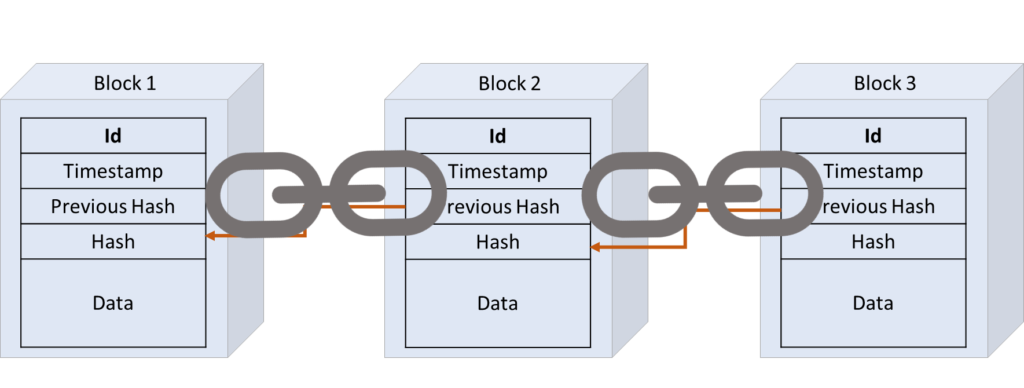 Block 1
Id
Timestamp
Previous Hash
Hash
Data
Block 2
Id
Timestamp
revious Hash
Hash
Data
Block 3
Id
Timestamp
revious Hash
Hash
Data